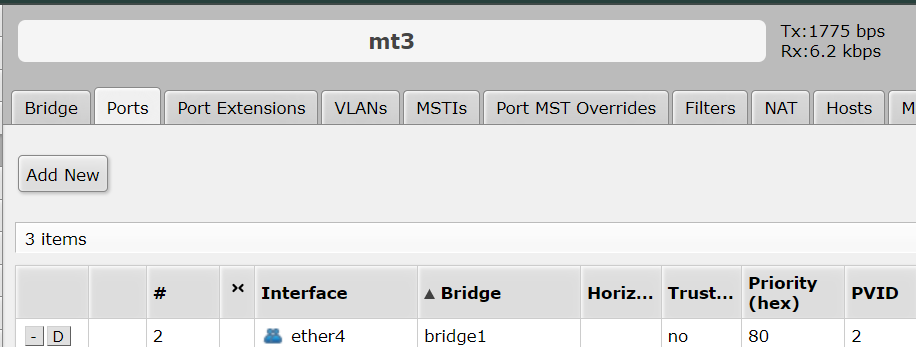 mt3
Tx:1775 bps
Rx:6.2 kbps
Bridge Ports Port Extensions VLANs MSTIs Port MST Overrides Filters NAT Hosts M
Add New
3 items
# Interface ▲ Bridge Horiz... Trust... Priority (hex) PVID
- D 2 ether4 bridge1 no 80 2